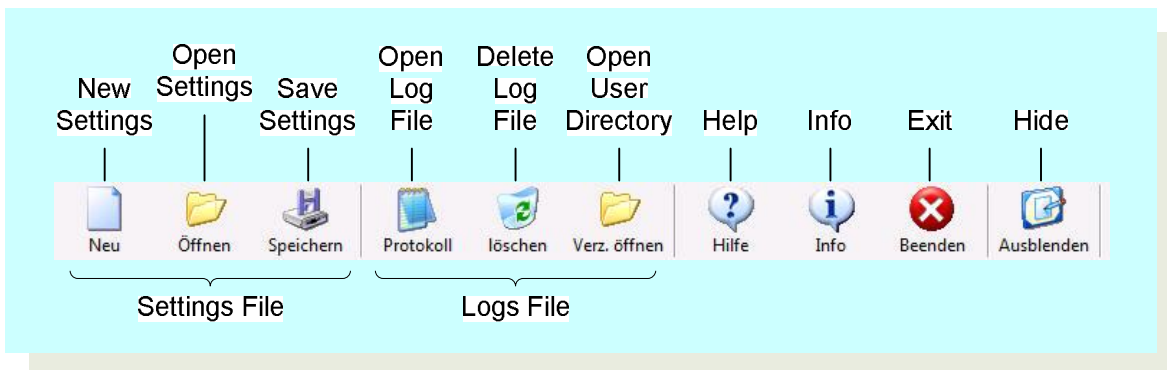 New
Settings
Open
Settings
Save
Settings
Open
Log
File
Delete
Log
File
Open
User
Directory
Help
Info
Exit
Hide
Neu
Öffnen
Speichern
Protokoll
löschen
Verz. öffnen
Hilfe
Info
Beenden
Ausblenden
Settings File
Logs File